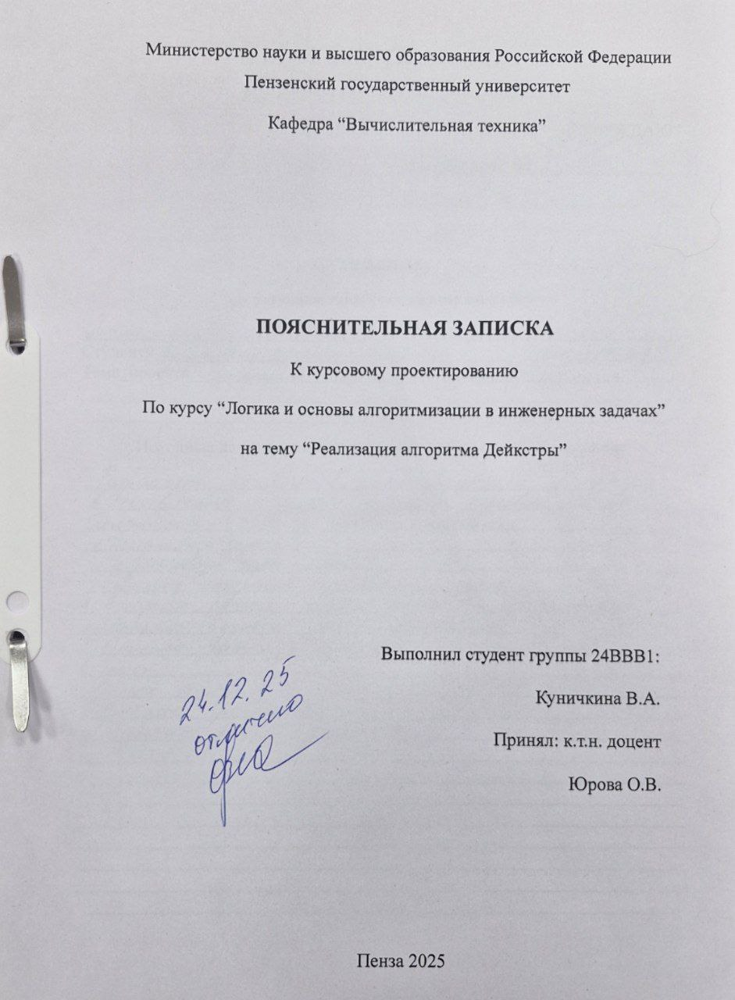 Министерство науки и высшего образования Российской Федерации
Пензенский государственный университет
Кафедра “Вычислительная техника”
ПОЯСНИТЕЛЬНАЯ ЗАПИСКА
К курсовому проектированию
По курсу “Логика и основы алгоритмизации в инженерных задачах”
на тему “Реализация алгоритма Дейкстры”
Выполнил студент группы 24ВВВ1:
Куничкина В.А.
Принял: к.т.н. доцент
Юрова О.В.
24.12.25
отлично
Пенза 2025